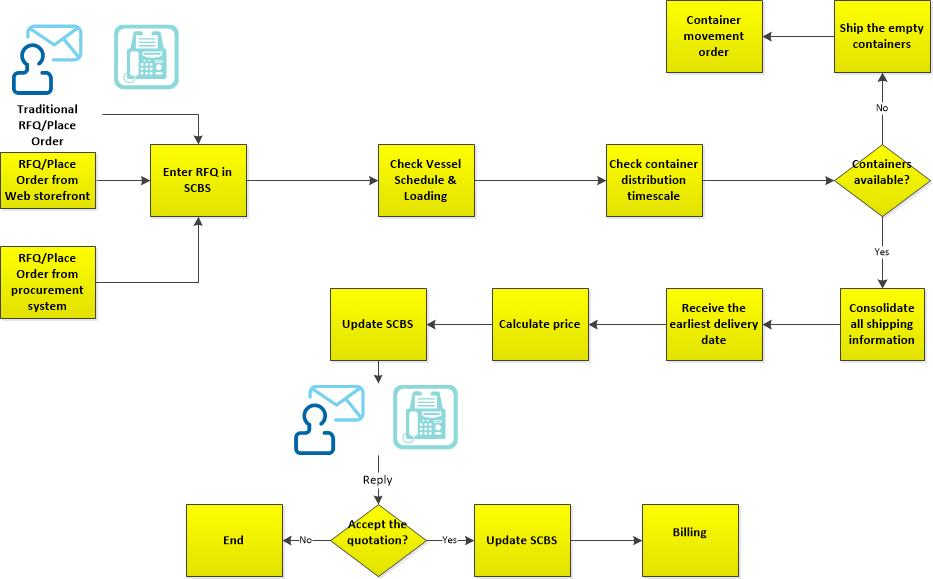 Container
movement
order
Ship the empty
containers
No
Traditional
RFQ/Place
Order
RFQ/Place
Order from
Web storefront
Enter RFQ in
SCBS
Check Vessel
Schedule &
Loading
Check container
distribution
timescale
Containers
available?
Yes
RFQ/Place
Order from
procurement
system
Update SCBS
Calculate price
Receive the
earliest delivery
date
Consolidate
all shipping
information
Reply
End
No
Accept the
quotation?
Yes
Update SCBS
Billing